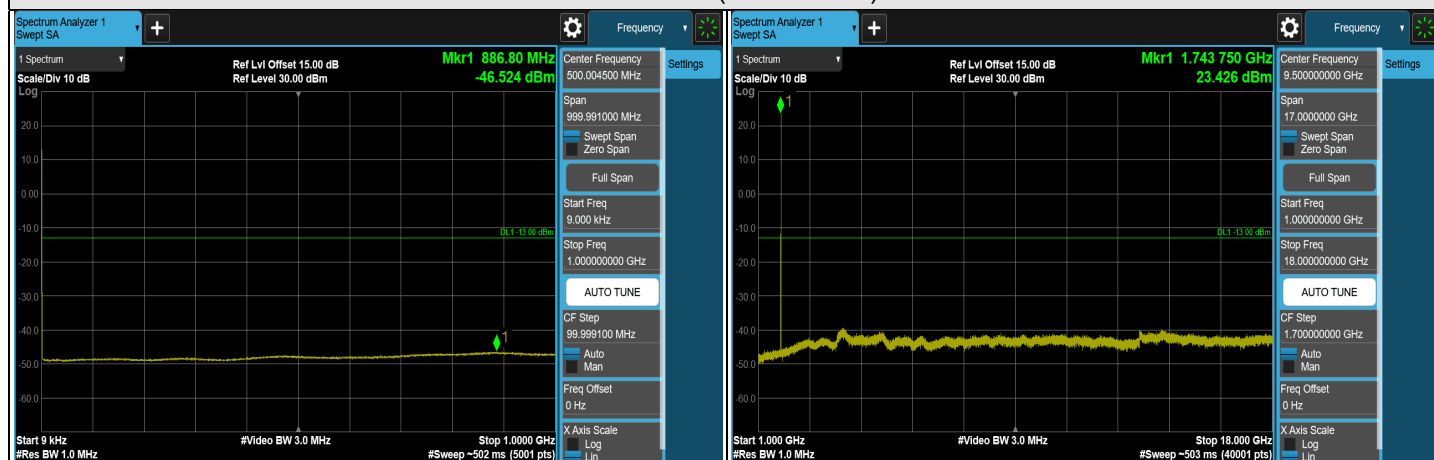 Spectrum Analyzer 1
Swept SA
+
Frequency
1 Spectrum
Ref Lvl Offset 15.00 dB
Mkr1 886.80 MHz
Scale/Div 10 dB
Ref Level 30.00 dBm
-46.524 dBm
Log
20.0
10.0
0.00
-10.0
-20.0
-30.0
-40.0
-50.0
-60.0
DL1 -13.00 dBm
1
Start 9 kHz
#Video BW 3.0 MHz
Stop 1.0000 GHz
#Res BW 1.0 MHz
#Sweep ~502 ms (5001 pts)
Center Frequency
500.004500 MHz
Settings
Span
999.991000 MHz
Swept Span
Zero Span
Full Span
Start Freq
9.000 kHz
Stop Freq
1.000000000 GHz
AUTO TUNE
CF Step
99.999100 MHz
Auto
Man
Freq Offset
0 Hz
X Axis Scale
Log
Lin
Spectrum Analyzer 1
Swept SA
+
Frequency
1 Spectrum
Ref Lvl Offset 15.00 dB
Mkr1 1.743 750 GHz
Scale/Div 10 dB
Ref Level 30.00 dBm
23.426 dBm
Log
1
20.0
10.0
0.00
-10.0
-20.0
-30.0
-40.0
-50.0
-60.0
DL1 -13.00 dBm
Start 1.000 GHz
#Video BW 3.0 MHz
Stop 18.000 GHz
#Res BW 1.0 MHz
#Sweep ~503 ms (40001 pts)
Center Frequency
9.500000000 GHz
Settings
Span
17.0000000 GHz
Swept Span
Zero Span
Full Span
Start Freq
1.000000000 GHz
Stop Freq
18.000000000 GHz
AUTO TUNE
CF Step
1.700000000 GHz
Auto
Man
Freq Offset
0 Hz
X Axis Scale
Log
Lin